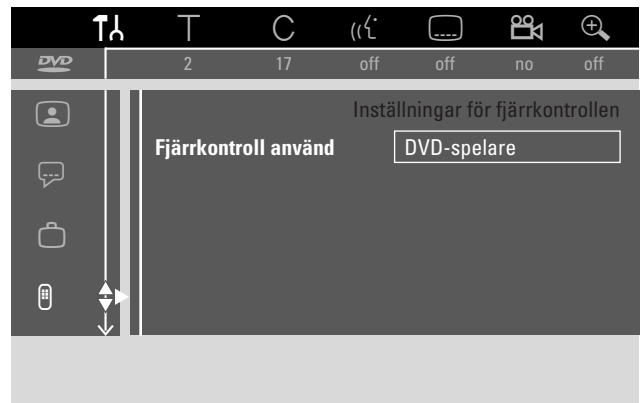 T C
DVD 2 17 off off no off
Inställningar för fjärrkontrollen
Fjärrkontroll använd DVD-spelare